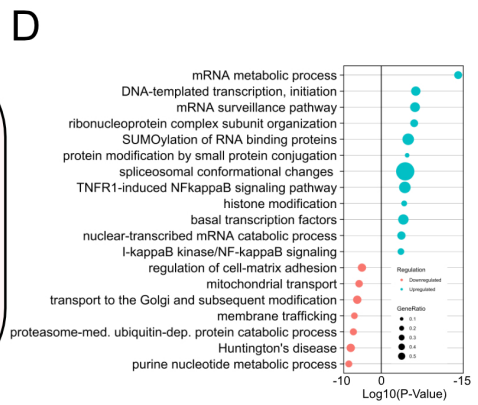 D
mRNA metabolic process
DNA-templated transcription, initiation
mRNA surveillance pathway
ribonucleoprotein complex subunit organization
SUMOylation of RNA binding proteins
protein modification by small protein conjugation
spliceosomal conformational changes
TNFR1-induced NFkappaB signaling pathway
histone modification
basal transcription factors
nuclear-transcribed mRNA catabolic process
I-kappaB kinase/NF-kappaB signaling
regulation of cell-matrix adhesion
mitochondrial transport
transport to the Golgi and subsequent modification
membrane trafficking
proteasome-med. ubiquitin-dep. protein catabolic process
Huntington's disease
purine nucleotide metabolic process
Regulation
Downregulated
Upregulated
GeneRatio
0.1
0.2
0.3
0.4
0.5
-10 0 -15
Log10(P-Value)